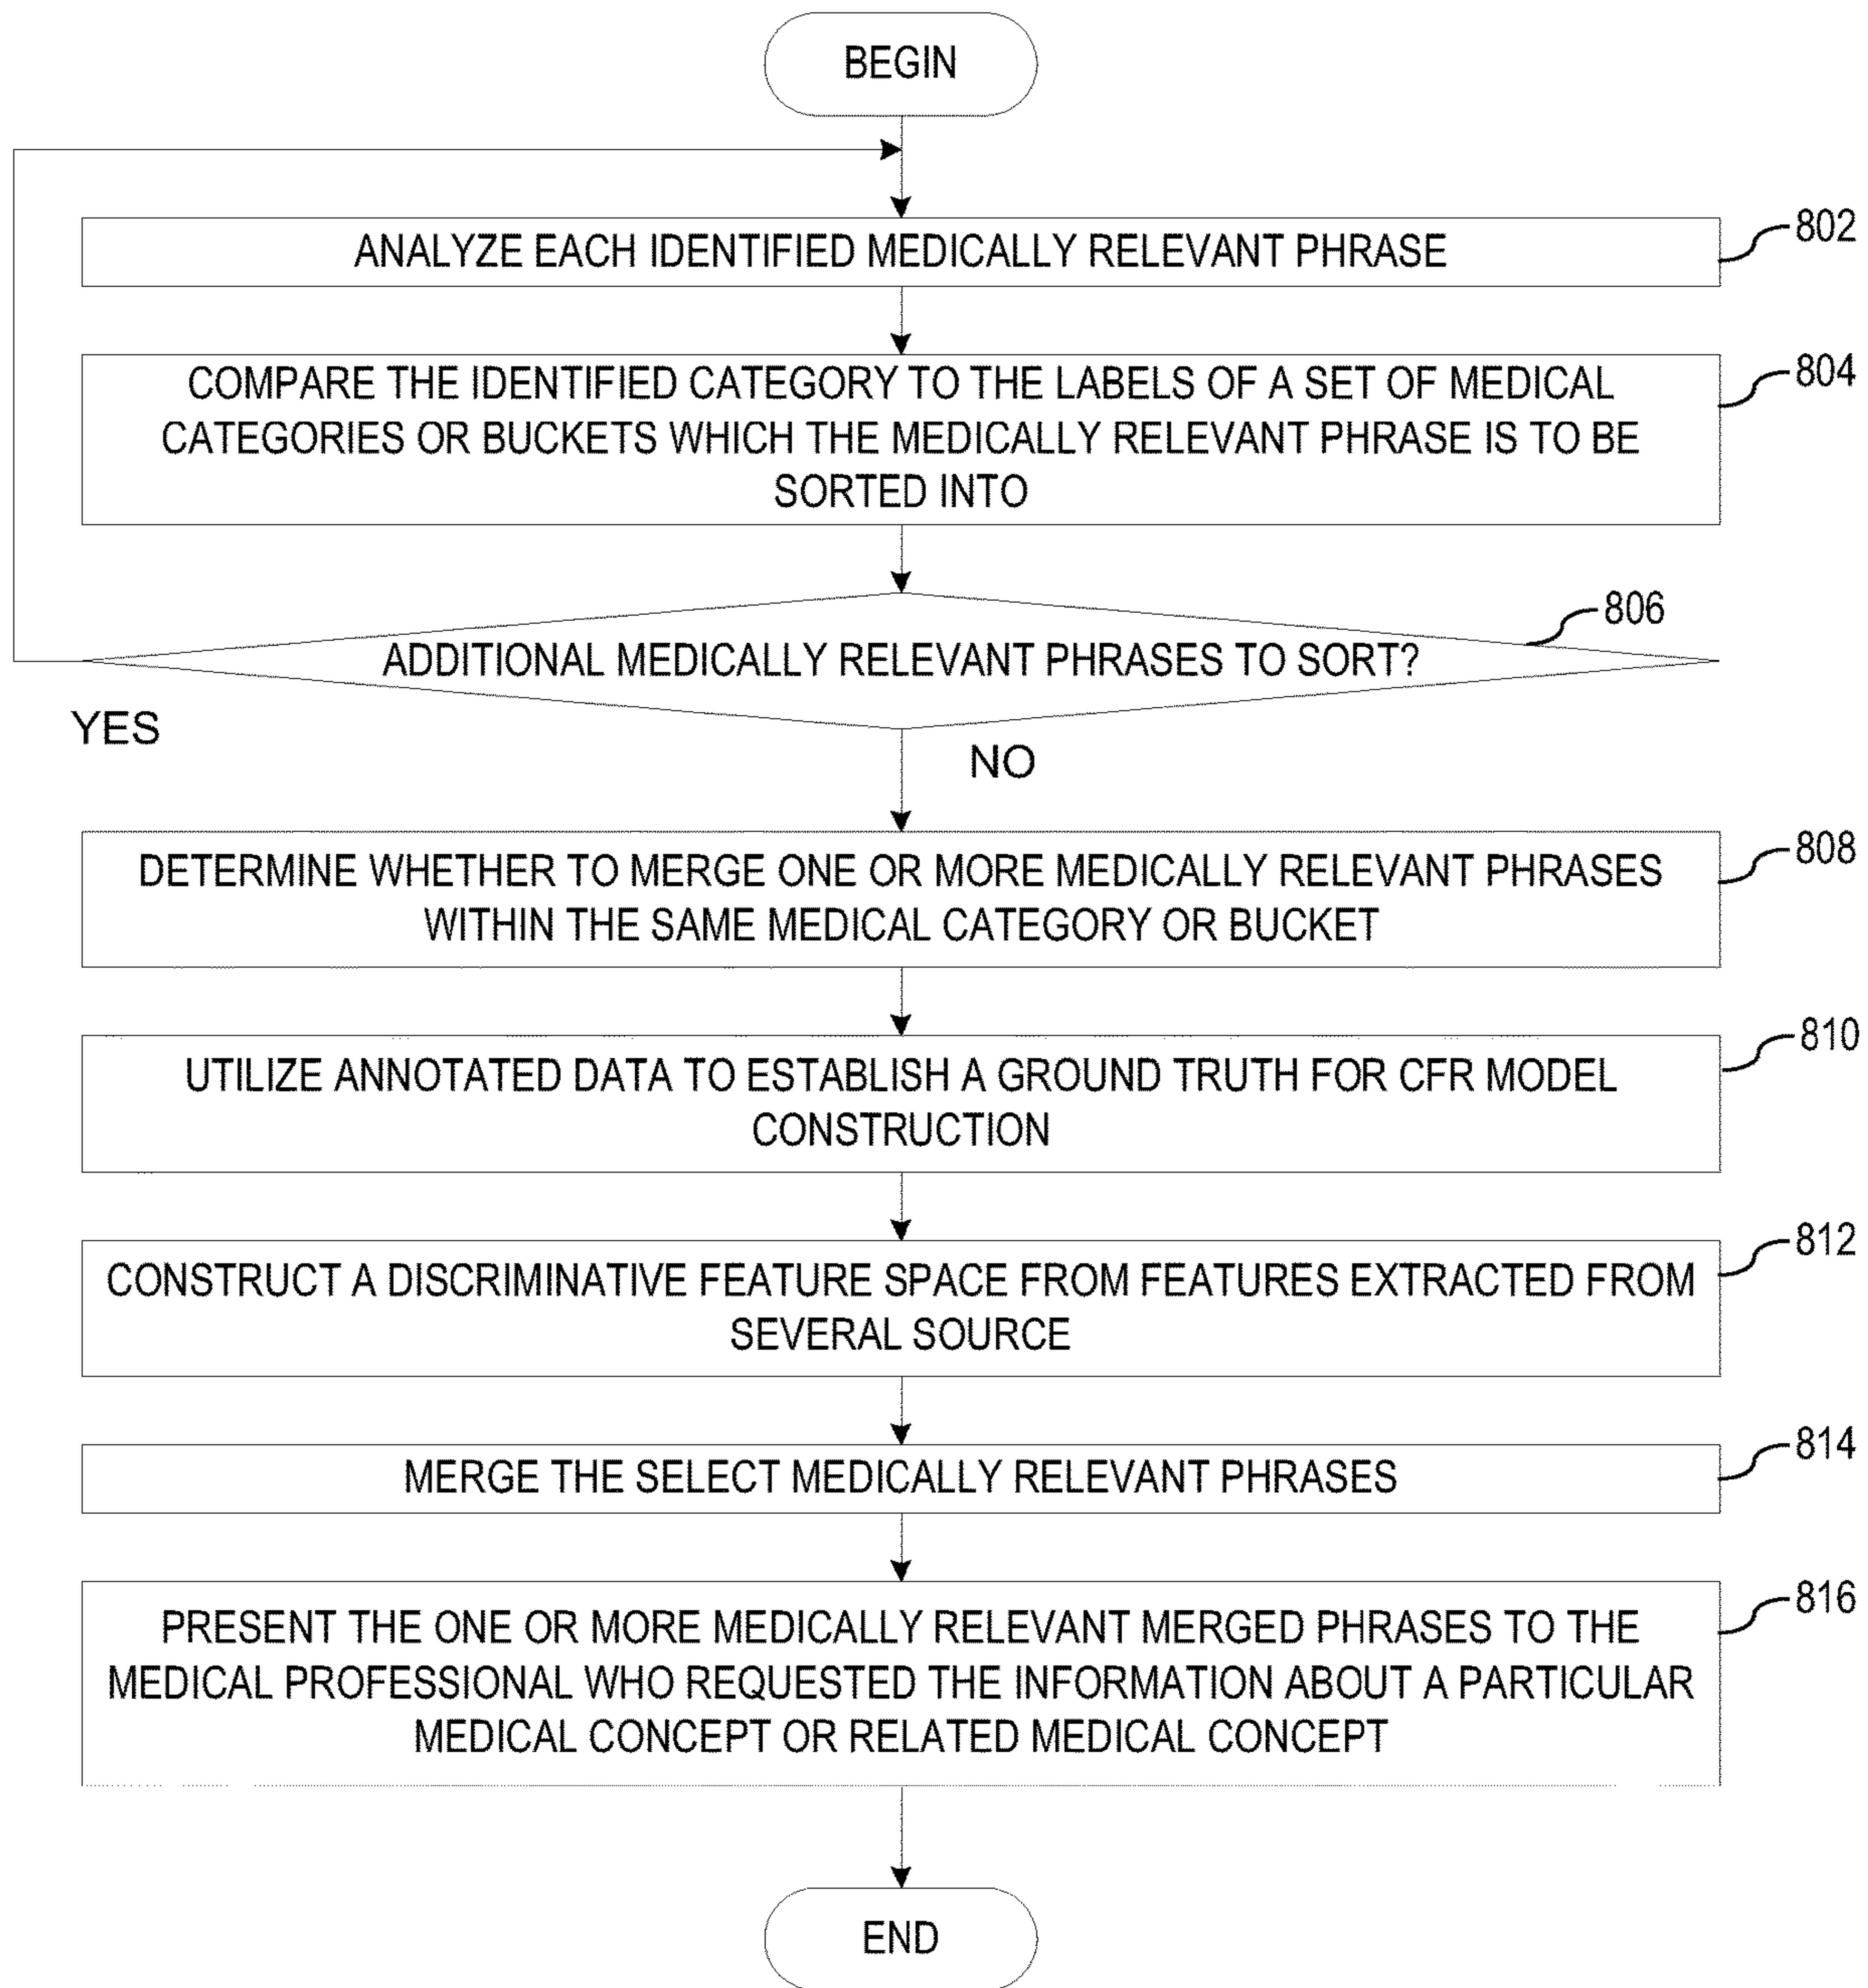 BEGIN
ANALYZE EACH IDENTIFIED MEDICALLY RELEVANT PHRASE
802
COMPARE THE IDENTIFIED CATEGORY TO THE LABELS OF A SET OF MEDICAL
CATEGORIES OR BUCKETS WHICH THE MEDICALLY RELEVANT PHRASE IS TO BE
SORTED INTO
804
ADDITIONAL MEDICALLY RELEVANT PHRASES TO SORT?
806
YES
NO
DETERMINE WHETHER TO MERGE ONE OR MORE MEDICALLY RELEVANT PHRASES
WITHIN THE SAME MEDICAL CATEGORY OR BUCKET
808
UTILIZE ANNOTATED DATA TO ESTABLISH A GROUND TRUTH FOR CFR MODEL
CONSTRUCTION
810
CONSTRUCT A DISCRIMINATIVE FEATURE SPACE FROM FEATURES EXTRACTED FROM
SEVERAL SOURCE
812
MERGE THE SELECT MEDICALLY RELEVANT PHRASES
814
PRESENT THE ONE OR MORE MEDICALLY RELEVANT MERGED PHRASES TO THE
MEDICAL PROFESSIONAL WHO REQUESTED THE INFORMATION ABOUT A PARTICULAR
MEDICAL CONCEPT OR RELATED MEDICAL CONCEPT
816
END